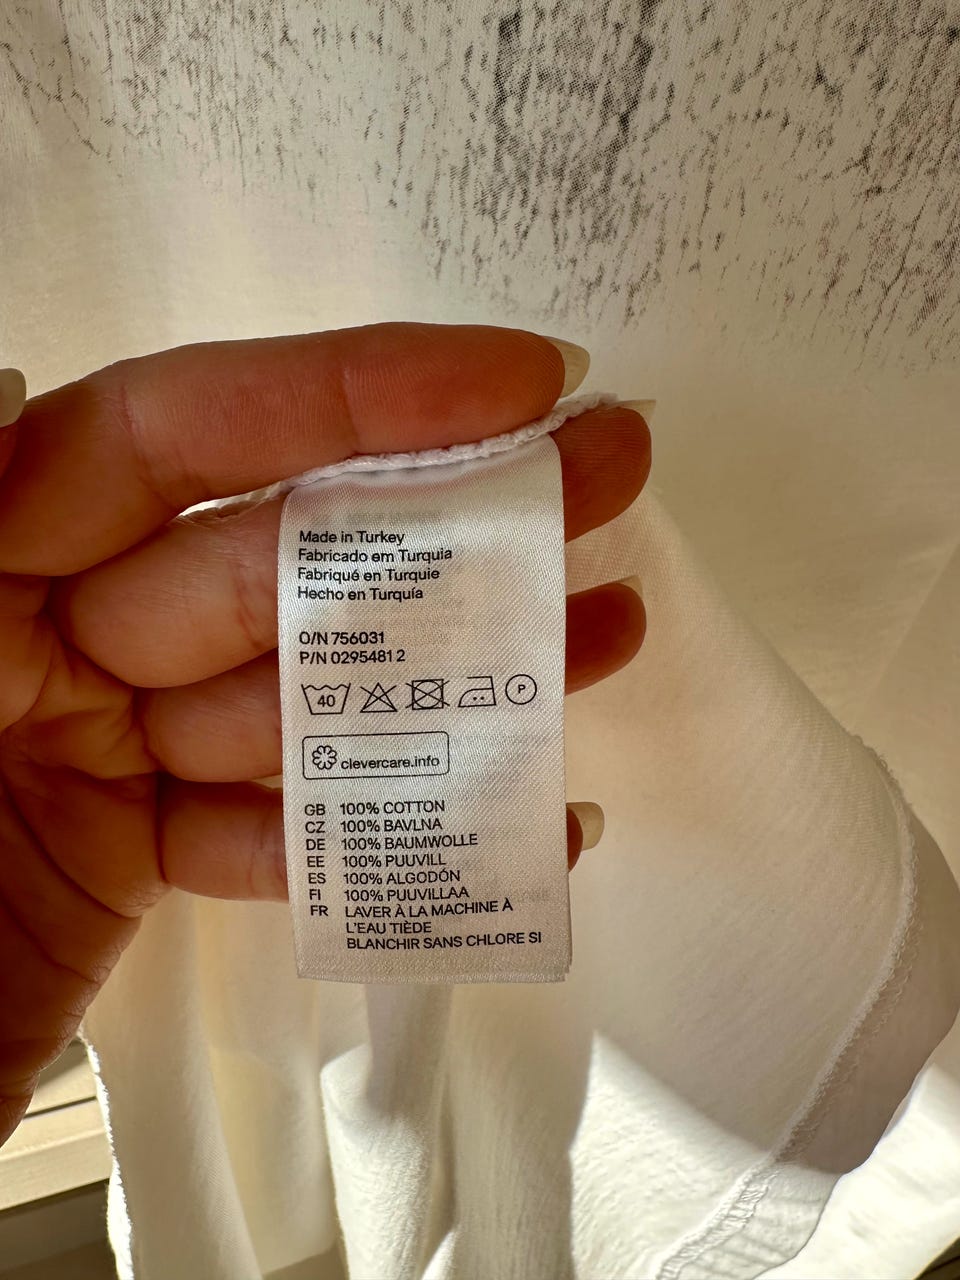 Made in Turkey
Fabricado em Turquia
Fabriqué en Turquie
Hecho en Turquía
O/N 756031
P/N 02954812
40 P
clevercare.info
GB 100% COTTON
CZ 100% BAVLNA
DE 100% BAUMWOLLE
EE 100% PUUVILL
ES 100% ALGODÓN
FI 100% PUUVILLAA
FR LAVER À LA MACHINE À
L'EAU TIÈDE
BLANCHIR SANS CHLORE SI